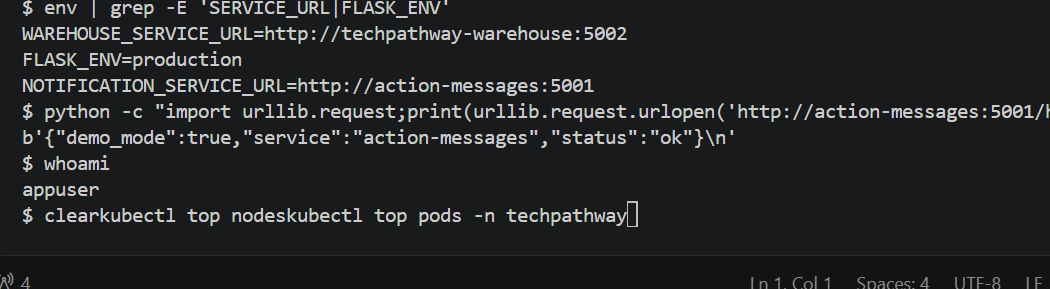 $ env | grep -E 'SERVICE_URL|FLASK_ENV'
WAREHOUSE_SERVICE_URL=http://techpathway-warehouse:5002
FLASK_ENV=production
NOTIFICATION_SERVICE_URL=http://action-messages:5001
$ python -c "import urllib.request;print(urllib.request.urlopen('http://action-messages:5001/h
b'{"demo_mode":true,"service":"action-messages","status":"ok"}\n'
$ whoami
appuser
$ clearkubectl top nodeskubectl top pods -n techpathway
4 Ln 1, Col 1 Spaces: 4 UTF-8 LF